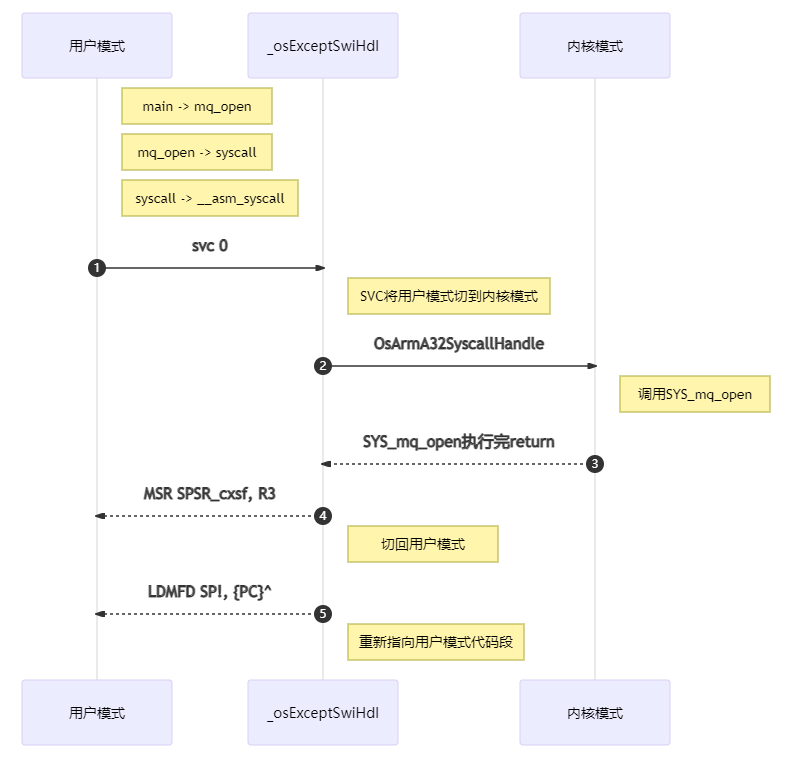 用户模式
_osExceptSwiHdl
内核模式
main -> mq_open
mq_open -> syscall
syscall -> __asm_syscall
svc 0
1
SVC将用户模式切到内核模式
OsArmA32SyscallHandle
2
调用SYS_mq_open
SYS_mq_open执行完return
3
MSR SPSR_cxsf, R3
4
切回用户模式
LDMFD SP!, {PC}^
5
重新指向用户模式代码段
用户模式
_osExceptSwiHdl
内核模式